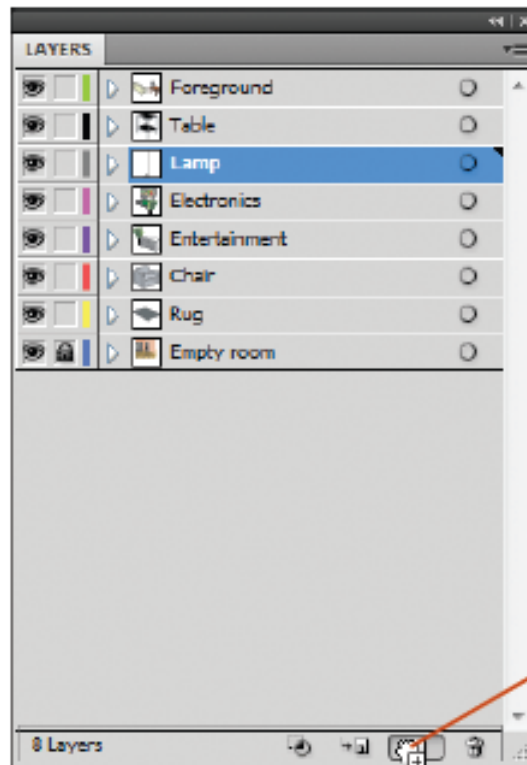 LAYERS
Foreground
Table
Lamp
Electronics
Entertainment
Chair
Rug
Empty room
8 Layers